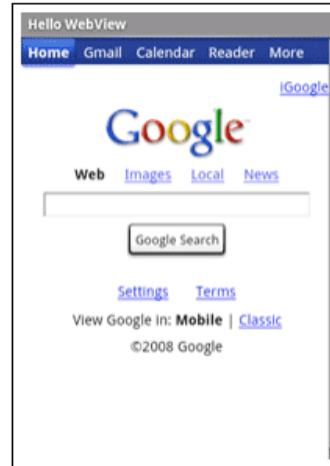 Hello WebView
Home Gmail Calendar Reader More
iGoogle
Google
Web Images Local News
Google Search
Settings Terms
View Google in: Mobile | Classic
©2008 Google